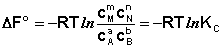 ΔF° = −RT ln (c_M^m c_N^n / c_A^a c_B^b) = −RT ln K_C